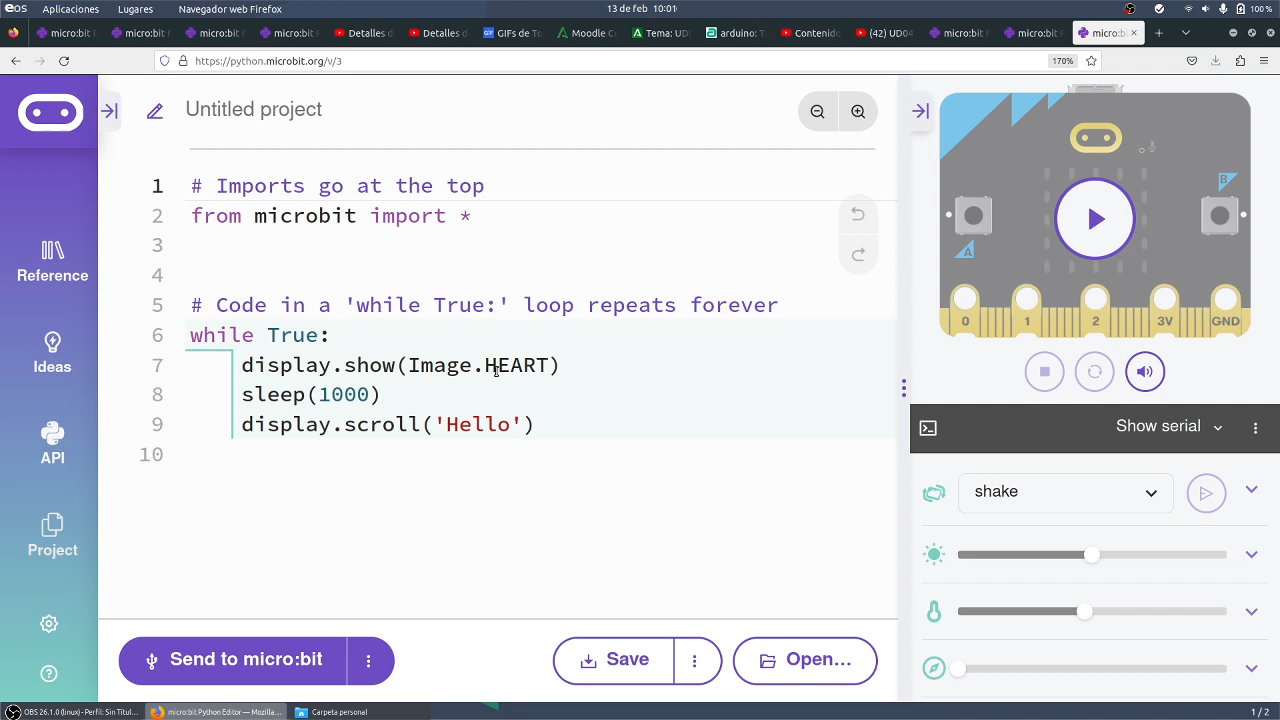 eOS Aplicaciones Lugares Navegador web Firefox 13 de feb 10:01 100 %
micro:bit micro:bit micro:bit micro:bit Detalles d Detalles de GIFs de To Moodle C Tema: UD arduino: T Contenido (42) UD04 micro:bit micro:bit micro:b
https://python.microbit.org/v/3 170%
Untitled project
1 # Imports go at the top
2 from microbit import *
3
4
5 # Code in a 'while True:' loop repeats forever
6 while True:
7 display.show(Image.HEART)
8 sleep(1000)
9 display.scroll('Hello')
10
Reference
Ideas
API
Project
Send to micro:bit
Save
Open...
A
B
0 1 2 3V GND
Show serial
shake
OBS 26.1.0 (linux) - Perfil: Sin Titul... micro:bit Python Editor — Mozilla... Carpeta personal 1 / 2